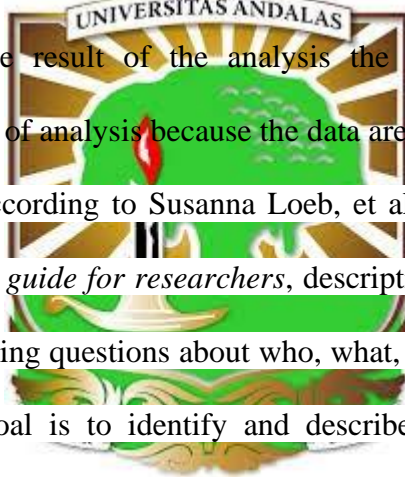 UNIVERSITAS ANDALAS
e result of the analysis the
of analysis because the data are
ccording to Susanna Loeb, et al
guide for researchers, descript
ing questions about who, what,
oal is to identify and describe